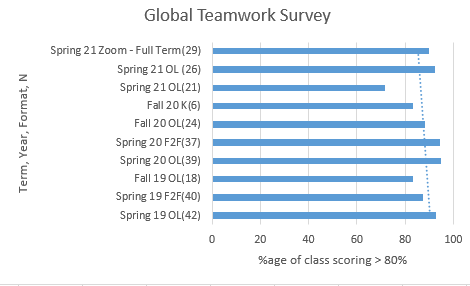 Global Teamwork Survey
Term, Year, Format, N
Spring 21 Zoom - Full Term(29)
Spring 21 OL (26)
Spring 21 OL(21)
Fall 20 K(6)
Fall 20 OL(24)
Spring 20 F2F(37)
Spring 20 OL(39)
Fall 19 OL(18)
Spring 19 F2F(40)
Spring 19 OL(42)
0 20 40 60 80 100
%age of class scoring > 80%